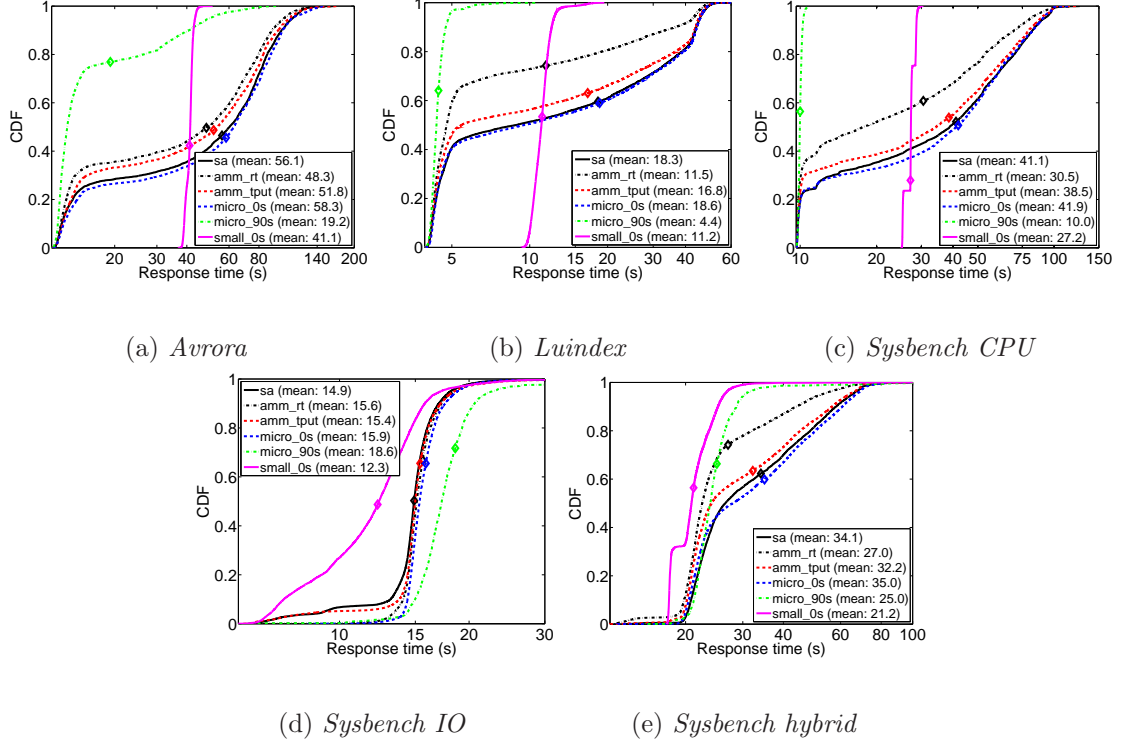 1
0.8
0.6
0.4
0.2
0
CDF
20 40 60 80 140 200
Response time (s)
sa (mean: 56.1)
amm_rt (mean: 48.3)
amm_tput (mean: 51.8)
micro_0s (mean: 58.3)
micro_90s (mean: 19.2)
small_0s (mean: 41.1)
(a) Avrora
1
0.8
0.6
0.4
0.2
0
CDF
5 10 15 20 30 40 60
Response time (s)
sa (mean: 18.3)
amm_rt (mean: 11.5)
amm_tput (mean: 16.8)
micro_0s (mean: 18.6)
micro_90s (mean: 4.4)
small_0s (mean: 11.2)
(b) Luindex
1
0.8
0.6
0.4
0.2
0
CDF
10 20 30 40 50 70 100 150
Response time (s)
sa (mean: 41.1)
amm_rt (mean: 30.5)
amm_tput (mean: 38.5)
micro_0s (mean: 41.9)
micro_90s (mean: 10.0)
small_0s (mean: 27.2)
(c) Sysbench CPU
1
0.8
0.6
0.4
0.2
0
CDF
10 15 20 30
Response time (s)
sa (mean: 14.9)
amm_rt (mean: 15.6)
amm_tput (mean: 15.4)
micro_0s (mean: 15.9)
micro_90s (mean: 18.6)
small_0s (mean: 12.3)
(d) Sysbench IO
1
0.8
0.6
0.4
0.2
0
CDF
20 30 40 60 80 100
Response time (s)
sa (mean: 34.1)
amm_rt (mean: 27.0)
amm_tput (mean: 32.2)
micro_0s (mean: 35.0)
micro_90s (mean: 25.0)
small_0s (mean: 21.2)
(e) Sysbench hybrid